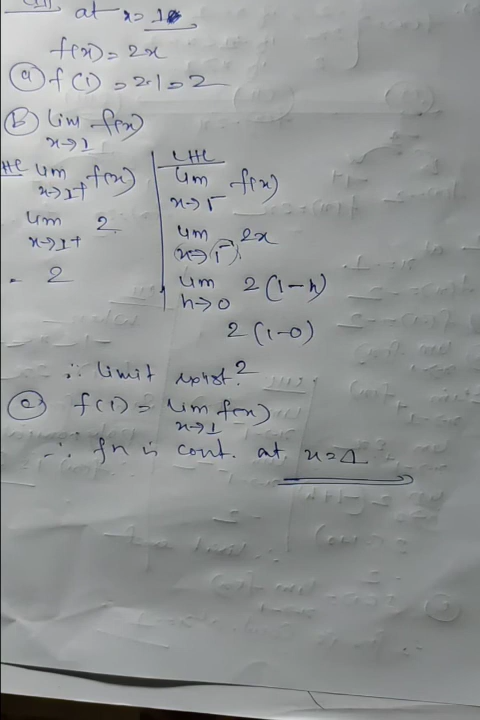 at x=1
f(x) = 2x
(a) f(1) = 2·1 = 2
(b) lim f(x)
x→1
lim f(x)
x→1+
lim 2
x→1+
2
LHL
lim f(x)
x→1-
lim 2x
x→1-
lim 2(1-h)
h→0
2(1-0)
2
∴ limit exist.
(c) f(1) = lim f(x)
x→1
∴ fn is cont. at x=1